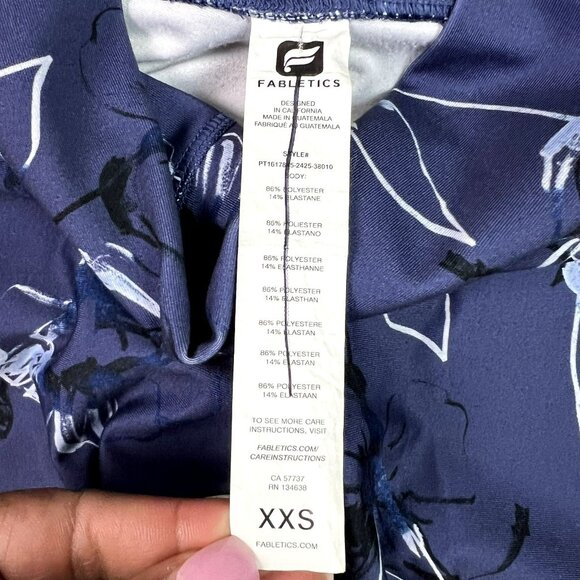 FABLETICS
DESIGNED
IN CALIFORNIA
MADE IN GUATEMALA
FABRIQUÉ AU GUATEMALA
STYLE#
BODY:
86% POLYESTER
14% ELASTANE
86% POLIESTER
14% ELASTANO
86% POLYESTER
14% ELASTHANNE
86% POLYESTER
14% ELASTHAN
86% POLYESTERE
14% ELASTAN
86% POLYESTER
14% ELASTAN
86% POLYESTER
14% ELASTAAN
TO SEE MORE CARE
INSTRUCTIONS, VISIT
FABLETICS.COM/
CAREINSTRUCTIONS
CA 57737
RN 134638
XXS
FABLETICS.COM